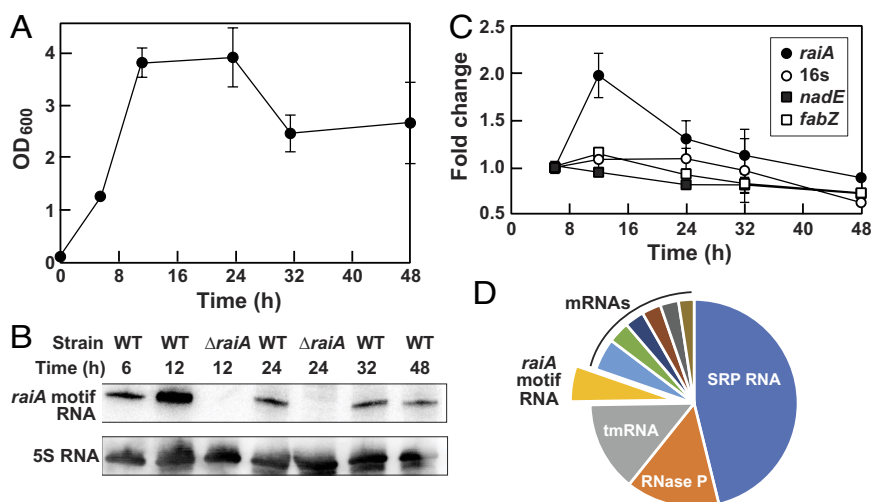 A
OD600
4
3
2
1
0
0 8 16 24 32 40 48
Time (h)
B
Strain WT WT ΔraiA WT ΔraiA WT WT
Time (h) 6 12 12 24 24 32 48
raiA motif
RNA
5S RNA
C
Fold change
2.5
2.0
1.5
1.0
0.5
0 8 16 24 32 40 48
Time (h)
raiA
16s
nadE
fabZ
D
mRNAs
raiA
motif
RNA
SRP RNA
tmRNA
RNase P